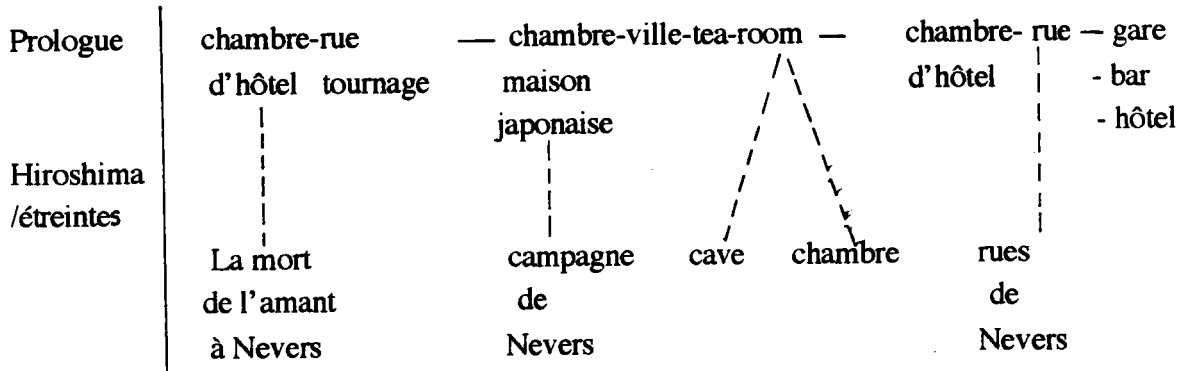 Prologue chambre-rue — chambre-ville-tea-room — chambre- rue — gare
d'hôtel tournage maison d'hôtel - bar
japonaise - hôtel
Hiroshima
/étreintes
La mort campagne cave chambre rues
de l'amant de de
à Nevers Nevers Nevers